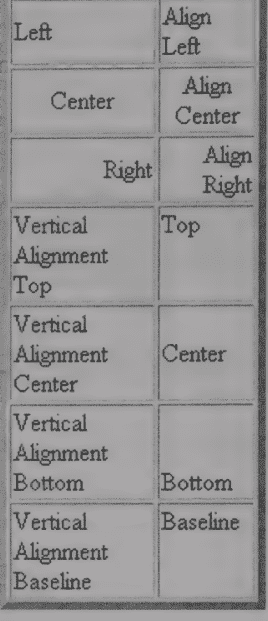 Left
Align
Left
Center
Align
Center
Right
Align
Right
Vertical
Alignment
Top
Top
Vertical
Alignment
Center
Center
Vertical
Alignment
Bottom
Bottom
Vertical
Alignment
Baseline
Baseline